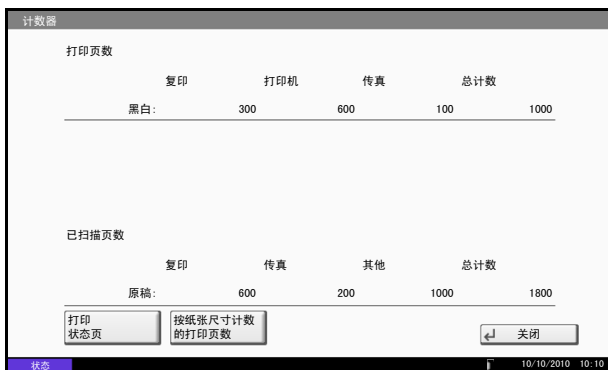 计数器
打印页数
复印 打印机 传真 总计数
黑白: 300 600 100 1000
已扫描页数
复印 传真 其他 总计数
原稿: 600 200 1000 1800
打印
状态页
按纸张尺寸计数
的打印页数
关闭
状态 10/10/2010 10:10